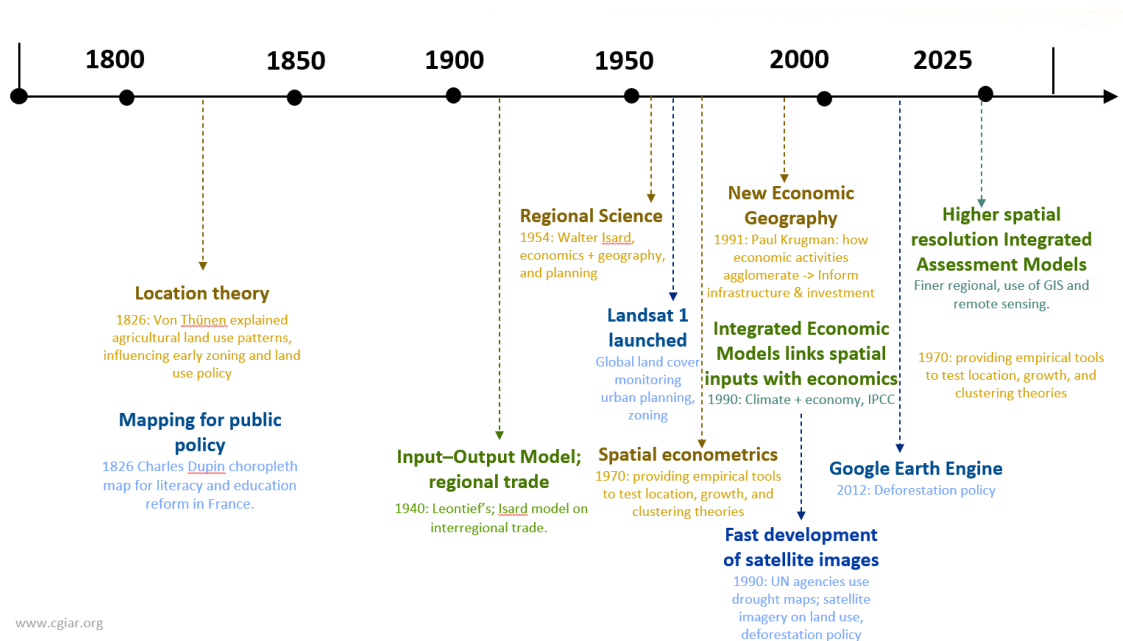 1800
1850
1900
1950
2000
2025
Location theory
1826: Von Thünen explained
agricultural land use patterns,
influencing early zoning and land
use policy
Mapping for public
policy
1826 Charles Dupin choropleth
map for literacy and education
reform in France.
Input–Output Model;
regional trade
1940: Leontief's; Isard model on
interregional trade.
Regional Science
1954: Walter Isard,
economics + geography,
and planning
Landsat 1
launched
Global land cover
monitoring
urban planning,
zoning
Spatial econometrics
1970: providing empirical tools
to test location, growth, and
clustering theories
New Economic
Geography
1991: Paul Krugman: how
economic activities
agglomerate -> Inform
infrastructure & investment
Integrated Economic
Models links spatial
inputs with economics
1990: Climate + economy, IPCC
Fast development
of satellite images
1990: UN agencies use
drought maps; satellite
imagery on land use,
deforestation policy
Google Earth Engine
2012: Deforestation policy
Higher spatial
resolution Integrated
Assessment Models
Finer regional, use of GIS and
remote sensing.
1970: providing empirical tools
to test location, growth, and
clustering theories
www.cgiar.org